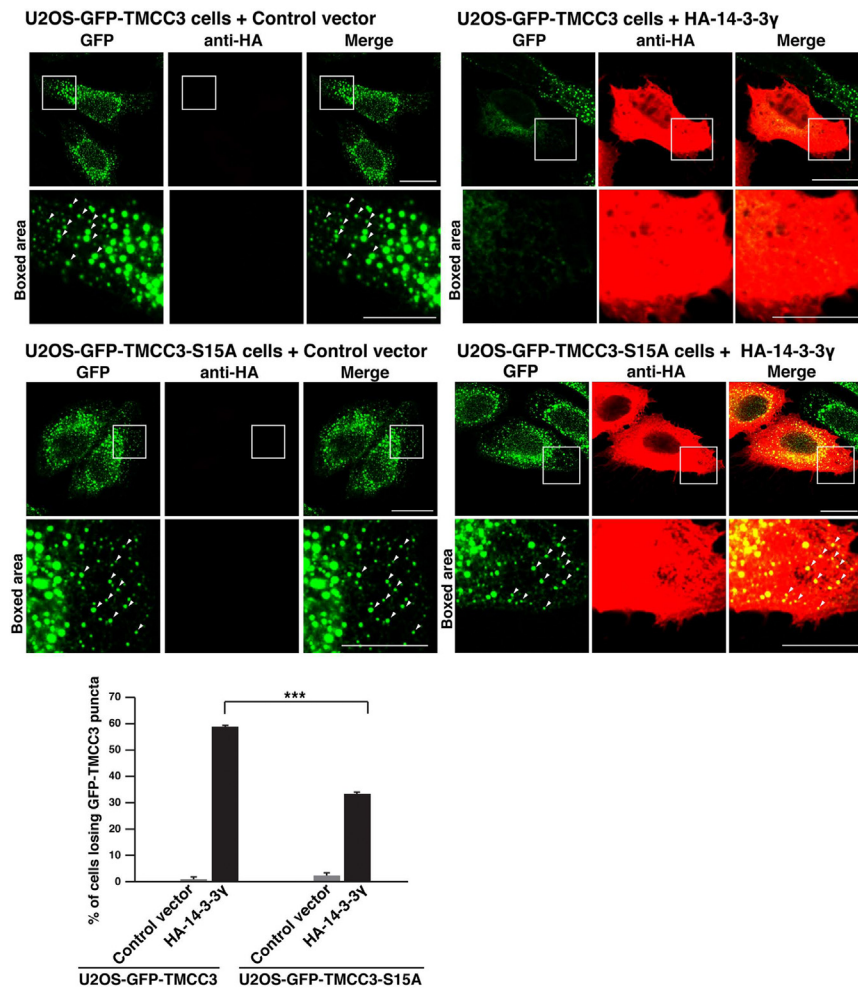 U2OS-GFP-TMCC3 cells + Control vector
GFP anti-HA Merge
Boxed area
U2OS-GFP-TMCC3 cells + HA-14-3-3γ
GFP anti-HA Merge
Boxed area
U2OS-GFP-TMCC3-S15A cells + Control vector
GFP anti-HA Merge
Boxed area
U2OS-GFP-TMCC3-S15A cells + HA-14-3-3γ
GFP anti-HA Merge
Boxed area
% of cells losing GFP-TMCC3 puncta
70
60
50
40
30
20
10
0
***
Control vector
HA-14-3-3γ
Control vector
HA-14-3-3γ
U2OS-GFP-TMCC3
U2OS-GFP-TMCC3-S15A